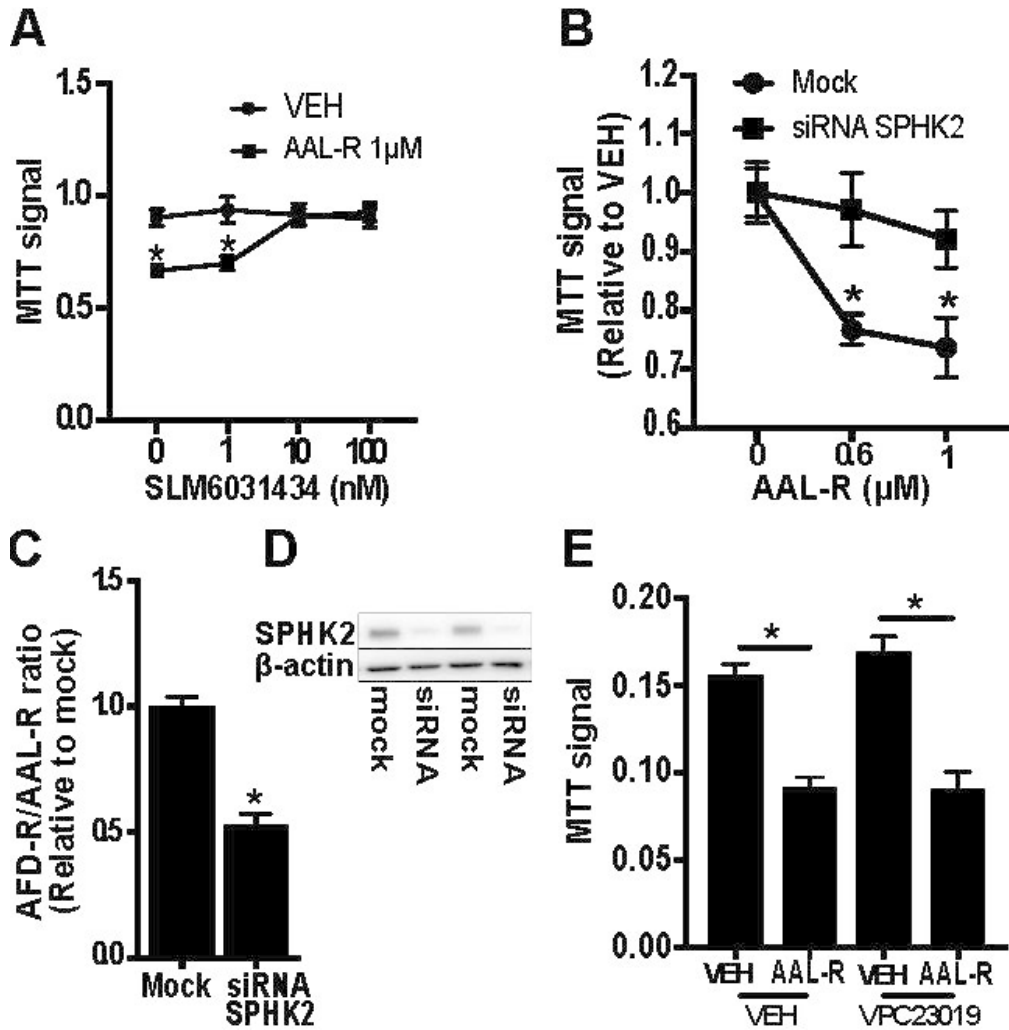 A
MTT signal
1.5
1.0
0.5
0.0
VEH
AAL-R 1µM
*
*
0 1 10 100
SLM6031434 (nM)
B
MTT signal
(Relative to VEH)
1.2
1.1
1.0
0.9
0.8
0.7
0.6
Mock
siRNA SPHK2
*
*
0 0.6 1
AAL-R (µM)
C
AFD-R/AAL-R ratio
(Relative to mock)
1.5
1.0
0.5
0.0
*
Mock siRNA
SPHK2
D
SPHK2
β-actin
mock
siRNA
mock
siRNA
E
MTT signal
0.20
0.15
0.10
0.05
0.00
*
*
VEH AAL-R VEH AAL-R
VEH VPC23019